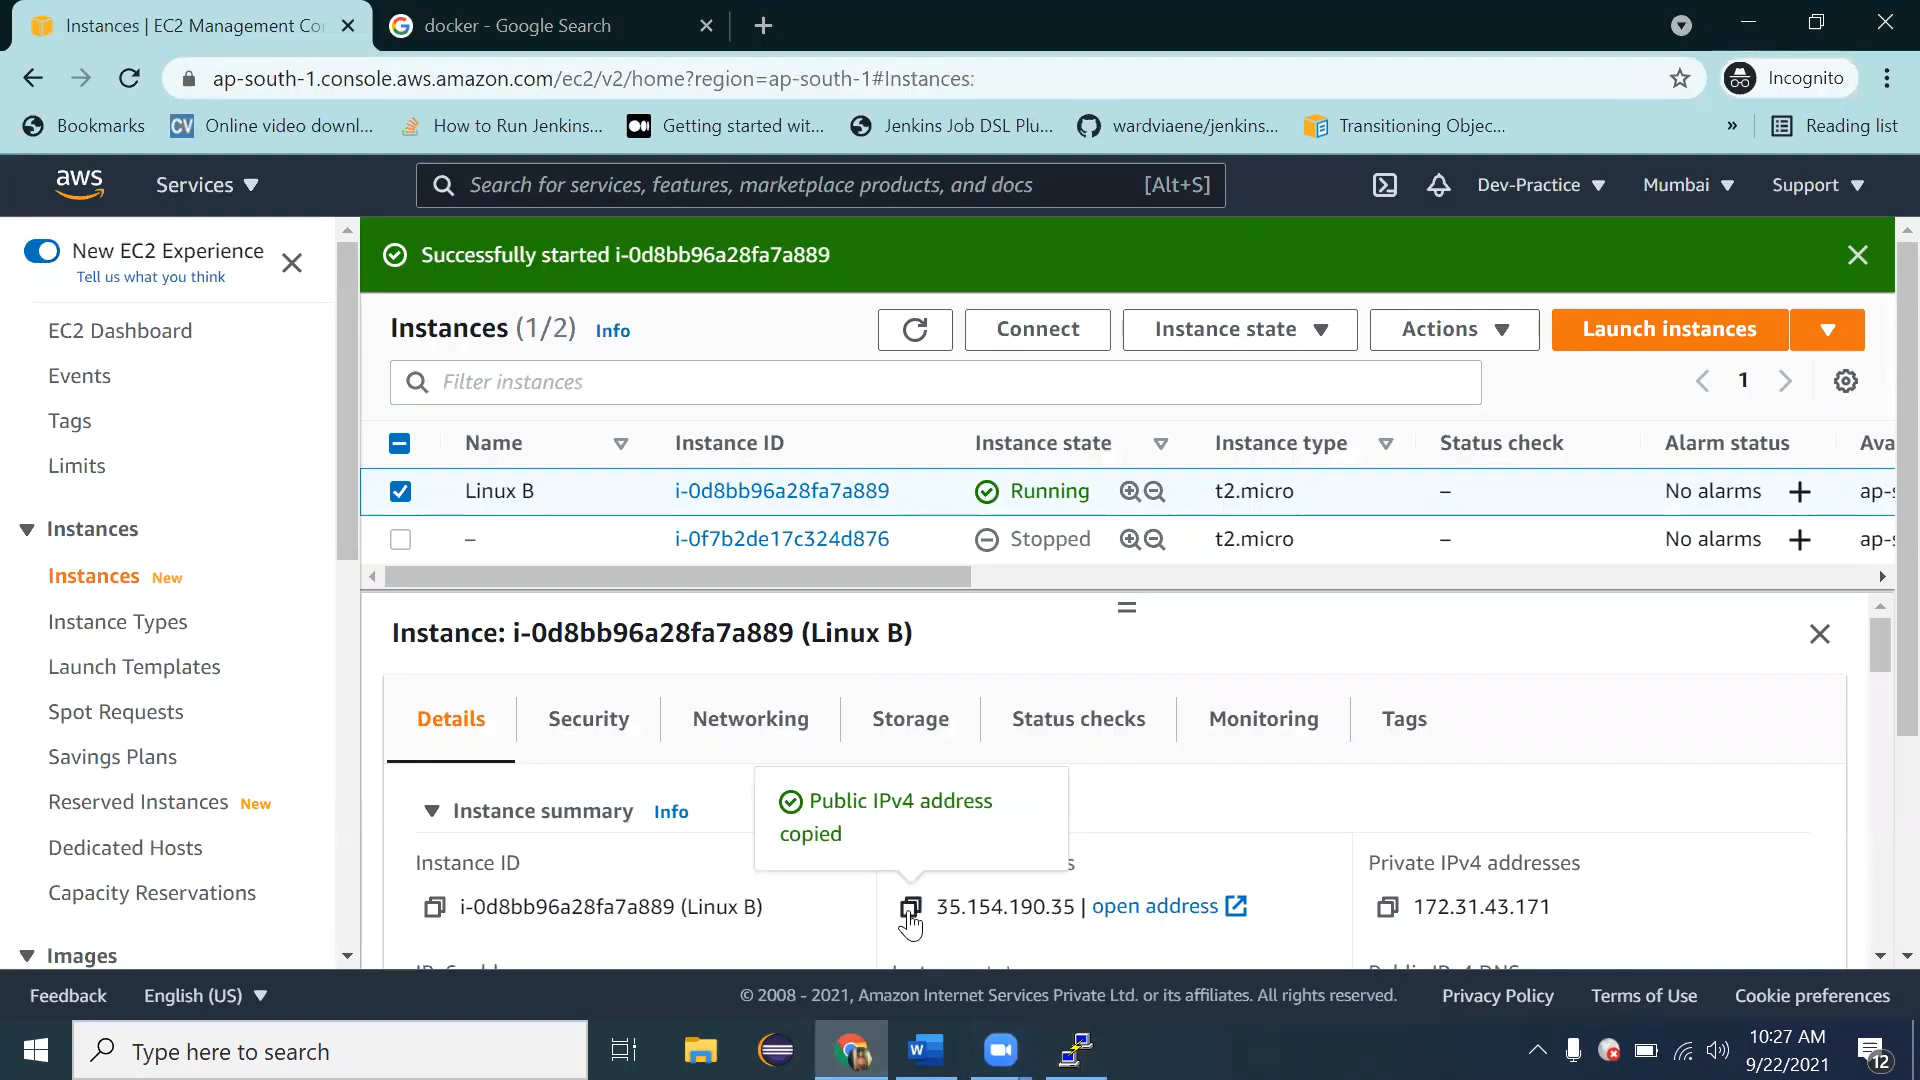 Instances | EC2 Management Co
docker - Google Search
ap-south-1.console.aws.amazon.com/ec2/v2/home?region=ap-south-1#Instances:
Incognito
Bookmarks
CV
Online video downl...
How to Run Jenkins...
Getting started wit...
Jenkins Job DSL Plu...
wardviaene/jenkins...
Transitioning Objec...
»
Reading list
aws
Services
Search for services, features, marketplace products, and docs
[Alt+S]
Dev-Practice
Mumbai
Support
New EC2 Experience
Tell us what you think
EC2 Dashboard
Events
Tags
Limits
Instances
Instances New
Instance Types
Launch Templates
Spot Requests
Savings Plans
Reserved Instances New
Dedicated Hosts
Capacity Reservations
Images
Successfully started i-0d8bb96a28fa7a889
Instances (1/2) Info
Connect
Instance state
Actions
Launch instances
Filter instances
1
Name Instance ID Instance state Instance type Status check Alarm status Ava
Linux B i-0d8bb96a28fa7a889 Running t2.micro – No alarms + ap-
– i-0f7b2de17c324d876 Stopped t2.micro – No alarms + ap-
Instance: i-0d8bb96a28fa7a889 (Linux B)
Details
Security
Networking
Storage
Status checks
Monitoring
Tags
Instance summary Info
Public IPv4 address
copied
Instance ID
i-0d8bb96a28fa7a889 (Linux B)
35.154.190.35 | open address
Private IPv4 addresses
172.31.43.171
Feedback
English (US)
© 2008 - 2021, Amazon Internet Services Private Ltd. or its affiliates. All rights reserved.
Privacy Policy
Terms of Use
Cookie preferences
Type here to search
10:27 AM
9/22/2021
12